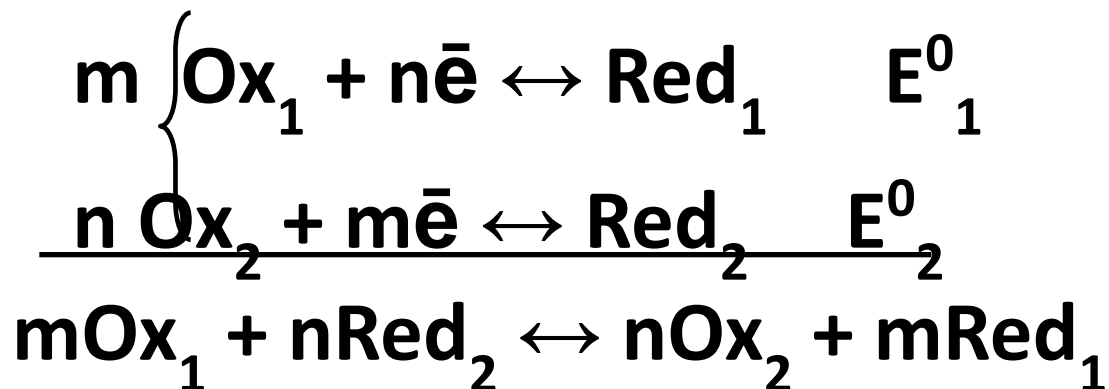 m { Ox₁ + nē ↔ Red₁ E⁰₁
n Ox₂ + mē ↔ Red₂ E⁰₂
mOx₁ + nRed₂ ↔ nOx₂ + mRed₁